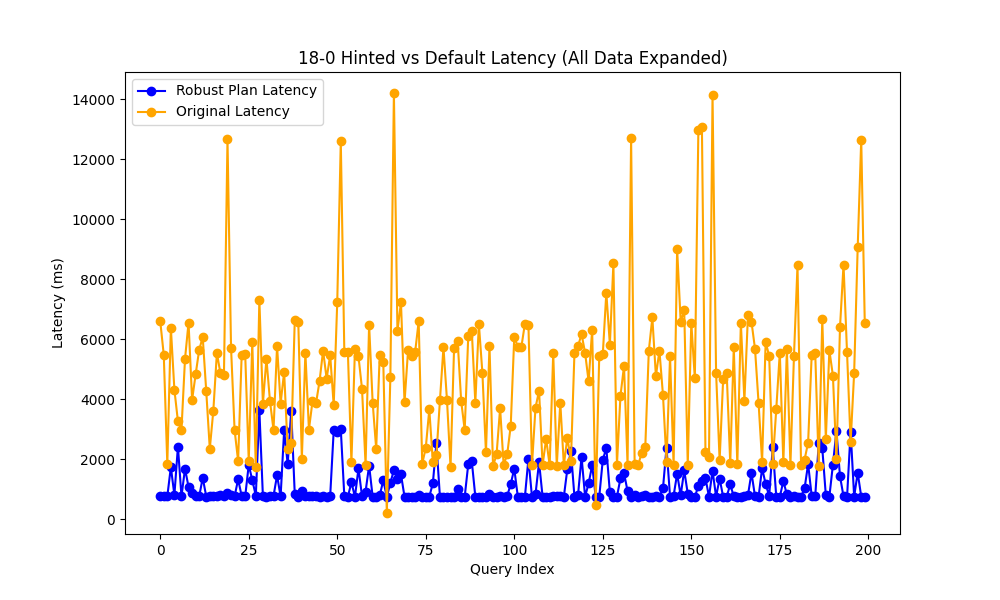 18-0 Hinted vs Default Latency (All Data Expanded)
Robust Plan Latency
Original Latency
14000
12000
10000
8000
6000
4000
2000
0
Latency (ms)
0 25 50 75 100 125 150 175 200
Query Index